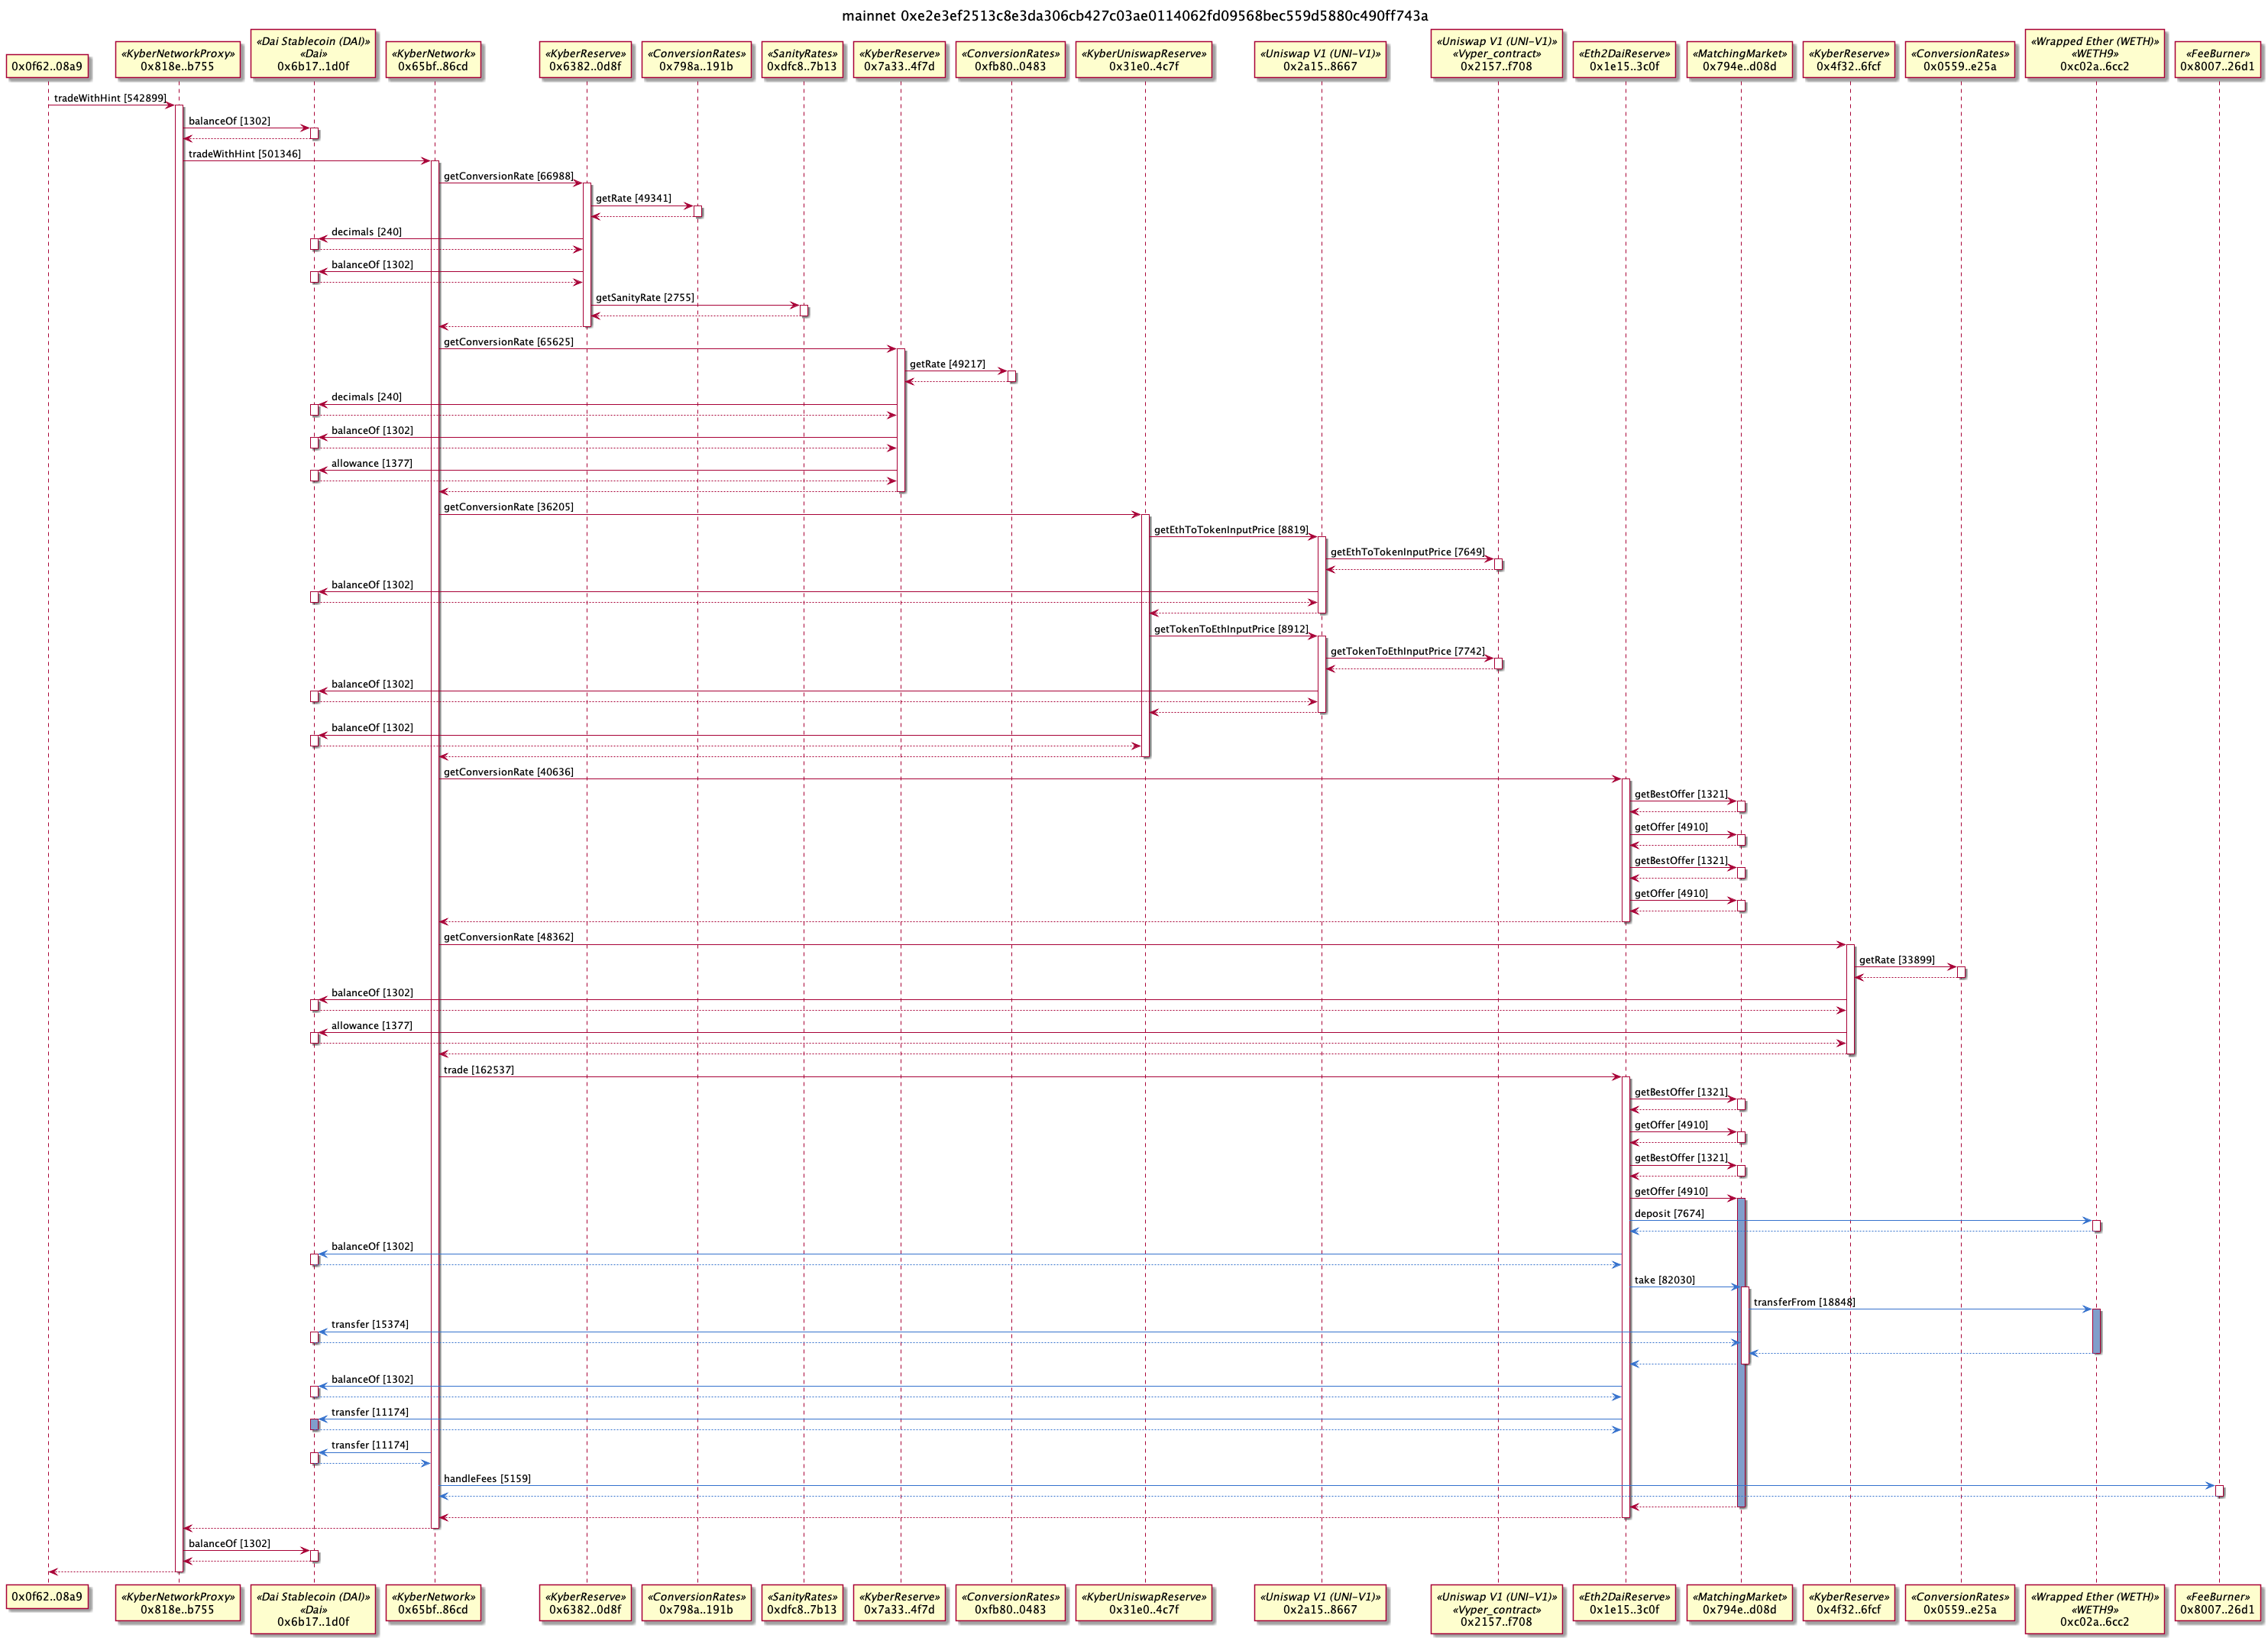 mainnet 0xe2e3ef2513c8e3da306cb427c03ae0114062fd09568bec559d5880c490ff743a
0x0f62..08a9
«KyberNetworkProxy»
0x818e..b755
«Dai Stablecoin (DAI)»
«Dai»
0x6b17..1d0f
«KyberNetwork»
0x65bf..86cd
«KyberReserve»
0x6382..0d8f
«ConversionRates»
0x798a..191b
«SanityRates»
0xdfc8..7b13
«KyberReserve»
0x7a33..4f7d
«ConversionRates»
0xfb80..0483
«KyberUniswapReserve»
0x31e0..4c7f
«Uniswap V1 (UNI-V1)»
0x2a15..8667
«Uniswap V1 (UNI-V1)»
«Vyper_contract»
0x2157..f708
«Eth2DaiReserve»
0x1e15..3c0f
«MatchingMarket»
0x794e..d08d
«KyberReserve»
0x4f32..6fcf
«ConversionRates»
0x0559..e25a
«Wrapped Ether (WETH)»
«WETH9»
0xc02a..6cc2
«FeeBurner»
0x8007..26d1
tradeWithHint [542899]
balanceOf [1302]
tradeWithHint [501346]
getConversionRate [66988]
getRate [49341]
decimals [240]
balanceOf [1302]
getSanityRate [2755]
getConversionRate [65625]
getRate [49217]
decimals [240]
balanceOf [1302]
allowance [1377]
getConversionRate [36205]
getEthToTokenInputPrice [8819]
getEthToTokenInputPrice [7649]
balanceOf [1302]
getTokenToEthInputPrice [8912]
getTokenToEthInputPrice [7742]
balanceOf [1302]
balanceOf [1302]
getConversionRate [40636]
getBestOffer [1321]
getOffer [4910]
getBestOffer [1321]
getOffer [4910]
getConversionRate [48362]
getRate [33899]
balanceOf [1302]
allowance [1377]
trade [162537]
getBestOffer [1321]
getOffer [4910]
getBestOffer [1321]
getOffer [4910]
deposit [7674]
balanceOf [1302]
take [82030]
transferFrom [18848]
transfer [15374]
balanceOf [1302]
transfer [11174]
transfer [11174]
handleFees [5159]
balanceOf [1302]
0x0f62..08a9
«KyberNetworkProxy»
0x818e..b755
«Dai Stablecoin (DAI)»
«Dai»
0x6b17..1d0f
«KyberNetwork»
0x65bf..86cd
«KyberReserve»
0x6382..0d8f
«ConversionRates»
0x798a..191b
«SanityRates»
0xdfc8..7b13
«KyberReserve»
0x7a33..4f7d
«ConversionRates»
0xfb80..0483
«KyberUniswapReserve»
0x31e0..4c7f
«Uniswap V1 (UNI-V1)»
0x2a15..8667
«Uniswap V1 (UNI-V1)»
«Vyper_contract»
0x2157..f708
«Eth2DaiReserve»
0x1e15..3c0f
«MatchingMarket»
0x794e..d08d
«KyberReserve»
0x4f32..6fcf
«ConversionRates»
0x0559..e25a
«Wrapped Ether (WETH)»
«WETH9»
0xc02a..6cc2
«FeeBurner»
0x8007..26d1